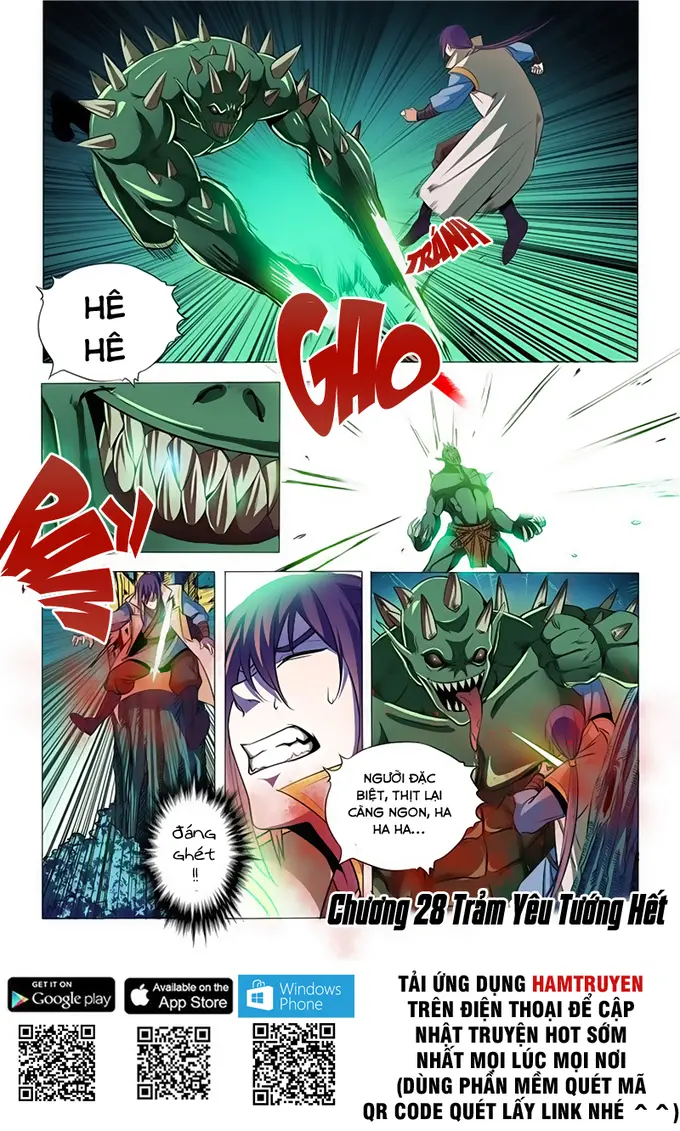 TRÁNH
HÊ
HÊ
GAO
NGƯỜI ĐẶC
BIỆT, THỊT LẠI
CÀNG NGON, HA
HA HA...
đáng
ghét
!!
Chương 28 Trảm Yêu Tướng Hết
GET IT ON
Google play
Available on the
App Store
Windows
Phone
TẢI ỨNG DỤNG HAMTRUYEN
TRÊN ĐIỆN THOẠI ĐỂ CẬP
NHẬT TRUYỆN HOT SỚM
NHẤT MỌI LÚC MỌI NƠI
(DÙNG PHẦN MỀM QUÉT MÃ
QR CODE QUÉT LẤY LINK NHÉ ^ ^)